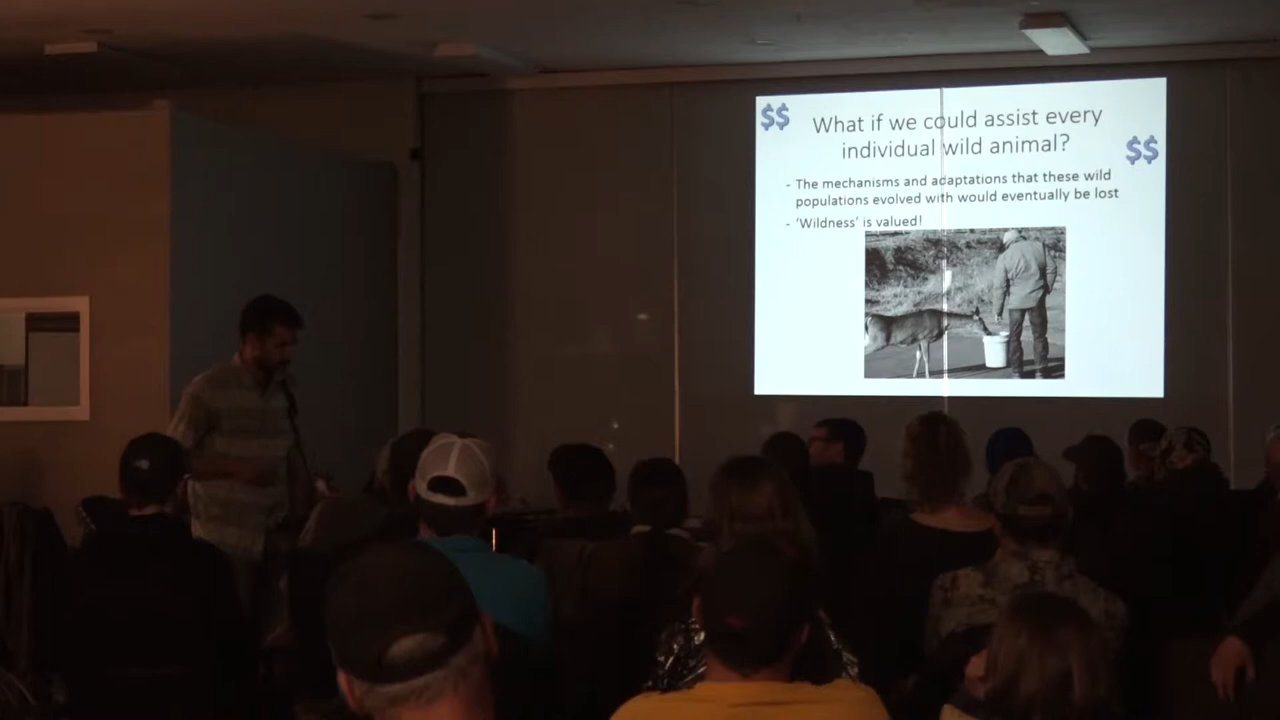 $$
What if we could assist every
individual wild animal?
$$
- The mechanisms and adaptations that these wild
populations evolved with would eventually be lost
- 'Wildness' is valued!